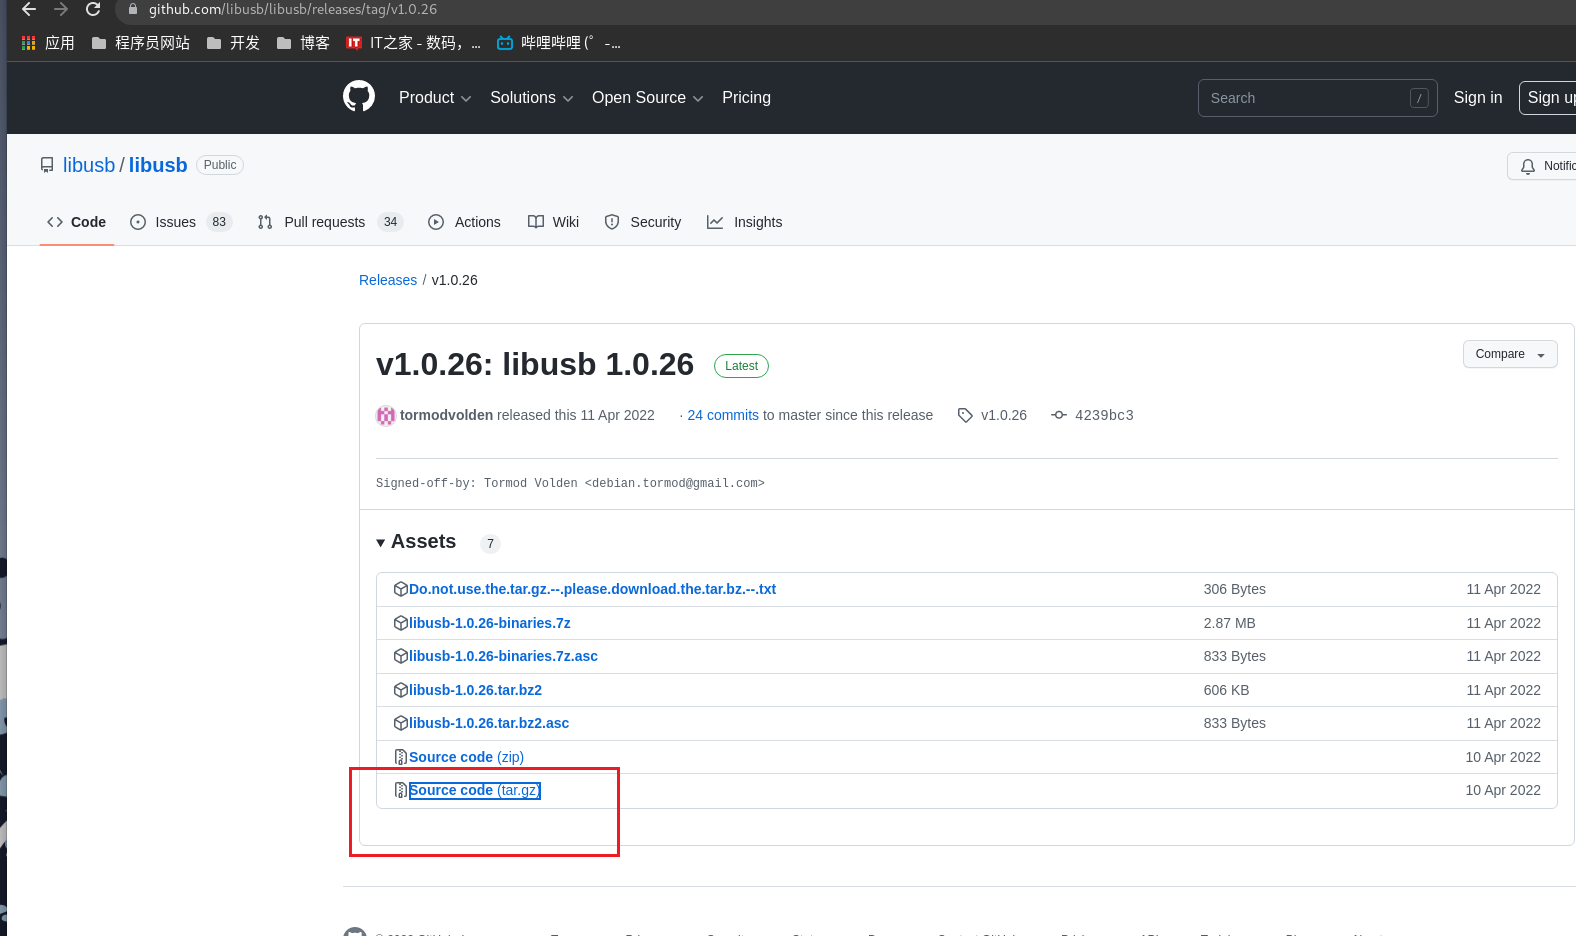 github.com/libusb/libusb/releases/tag/v1.0.26
应用 程序员网站 开发 博客 IT IT之家 - 数码，... 哔哩哔哩 (゜-...
Product Solutions Open Source Pricing Search / Sign in Sign up
libusb / libusb Public
Code Issues 83 Pull requests 34 Actions Wiki Security Insights
Releases / v1.0.26
v1.0.26: libusb 1.0.26 Latest Compare
tormodvolden released this 11 Apr 2022 · 24 commits to master since this release v1.0.26 4239bc3
Signed-off-by: Tormod Volden <debian.tormod@gmail.com>
Assets 7
Do.not.use.the.tar.gz.--.please.download.the.tar.bz.--.txt 306 Bytes 11 Apr 2022
libusb-1.0.26-binaries.7z 2.87 MB 11 Apr 2022
libusb-1.0.26-binaries.7z.asc 833 Bytes 11 Apr 2022
libusb-1.0.26.tar.bz2 606 KB 11 Apr 2022
libusb-1.0.26.tar.bz2.asc 833 Bytes 11 Apr 2022
Source code (zip) 10 Apr 2022
Source code (tar.gz) 10 Apr 2022